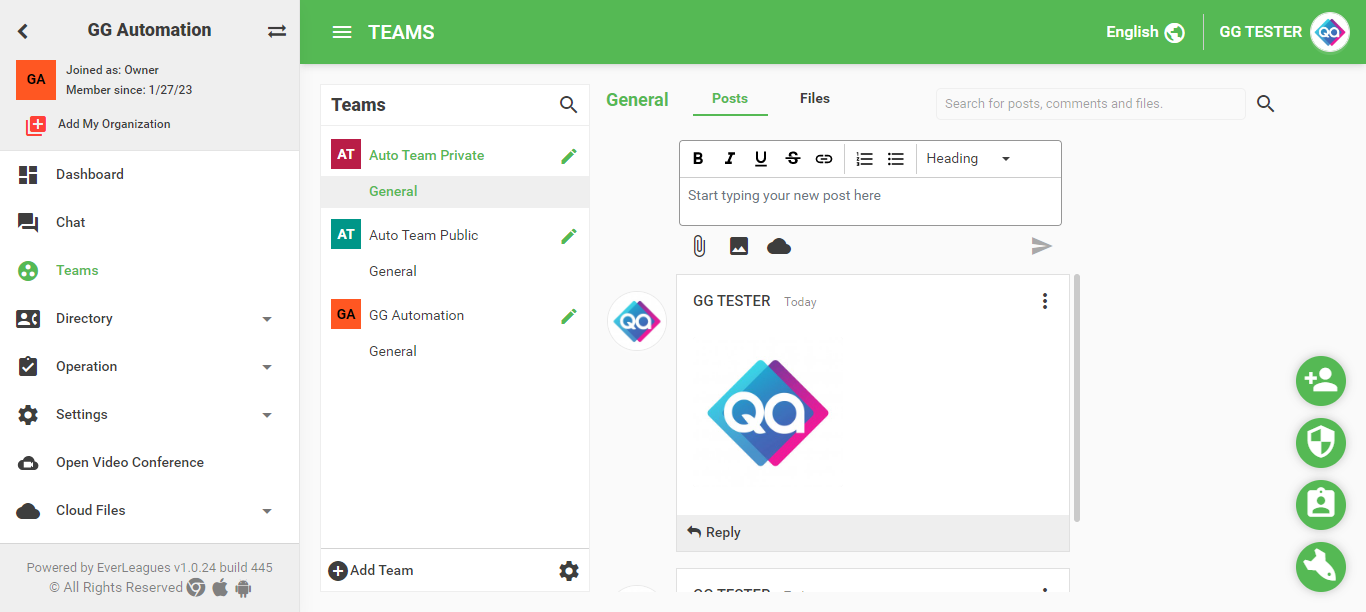 GG Automation
GA
Joined as: Owner
Member since: 1/27/23
Add My Organization
Dashboard
Chat
Teams
Directory
Operation
Settings
Open Video Conference
Cloud Files
Powered by EverLeagues v1.0.24 build 445
© All Rights Reserved
TEAMS
English
GG TESTER
QA
Teams
AT Auto Team Private
General
AT Auto Team Public
General
GA GG Automation
General
Add Team
General
Posts
Files
Search for posts, comments and files.
B I U S
Heading
Start typing your new post here
QA
GG TESTER Today
QA
Reply
GG TESTER Today